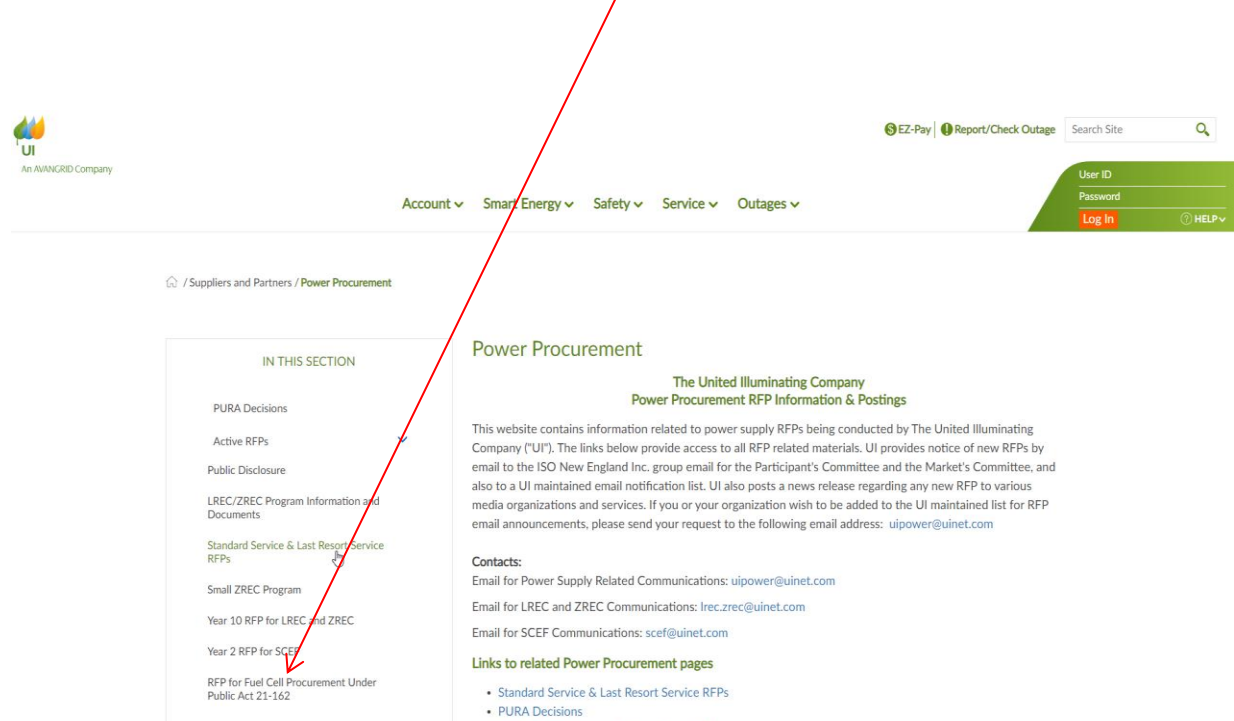 UI
An AVANGRID Company
EZ-Pay
Report/Check Outage
Search Site
User ID
Password
Log In
HELP
Account
Smart Energy
Safety
Service
Outages
/ Suppliers and Partners / Power Procurement
IN THIS SECTION
PURA Decisions
Active RFPs
Public Disclosure
LREC/ZREC Program Information and
Documents
Standard Service & Last Resort Service
RFPs
Small ZREC Program
Year 10 RFP for LREC and ZREC
Year 2 RFP for SCEF
RFP for Fuel Cell Procurement Under
Public Act 21-162
Power Procurement
The United Illuminating Company
Power Procurement RFP Information & Postings
This website contains information related to power supply RFPs being conducted by The United Illuminating
Company ("UI"). The links below provide access to all RFP related materials. UI provides notice of new RFPs by
email to the ISO New England Inc. group email for the Participant's Committee and the Market's Committee, and
also to a UI maintained email notification list. UI also posts a news release regarding any new RFP to various
media organizations and services. If you or your organization wish to be added to the UI maintained list for RFP
email announcements, please send your request to the following email address: uipower@uinet.com
Contacts:
Email for Power Supply Related Communications: uipower@uinet.com
Email for LREC and ZREC Communications: lrec.zrec@uinet.com
Email for SCEF Communications: scef@uinet.com
Links to related Power Procurement pages
• Standard Service & Last Resort Service RFPs
• PURA Decisions